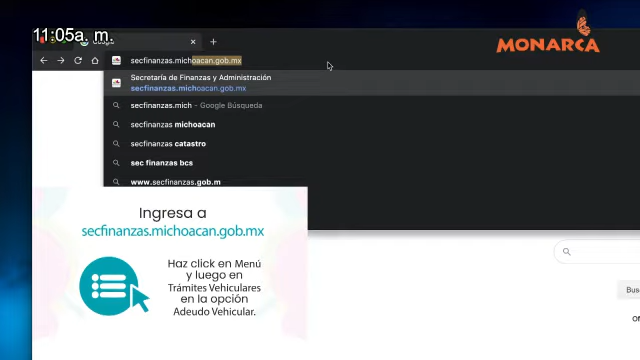 11:05a. m.
Google
MONARCA
secfinanzas.michoacan.gob.mx
Secretaría de Finanzas y Administración
secfinanzas.michoacan.gob.mx
secfinanzas.mich - Google Búsqueda
secfinanzas michoacan
secfinanzas catastro
sec finanzas bcs
www.secfinanzas.gob.m
Ingresa a
secfinanzas.michoacan.gob.mx
Haz click en Menú
y luego en
Trámites Vehiculares
en la opción
Adeudo Vehicular.
Bus